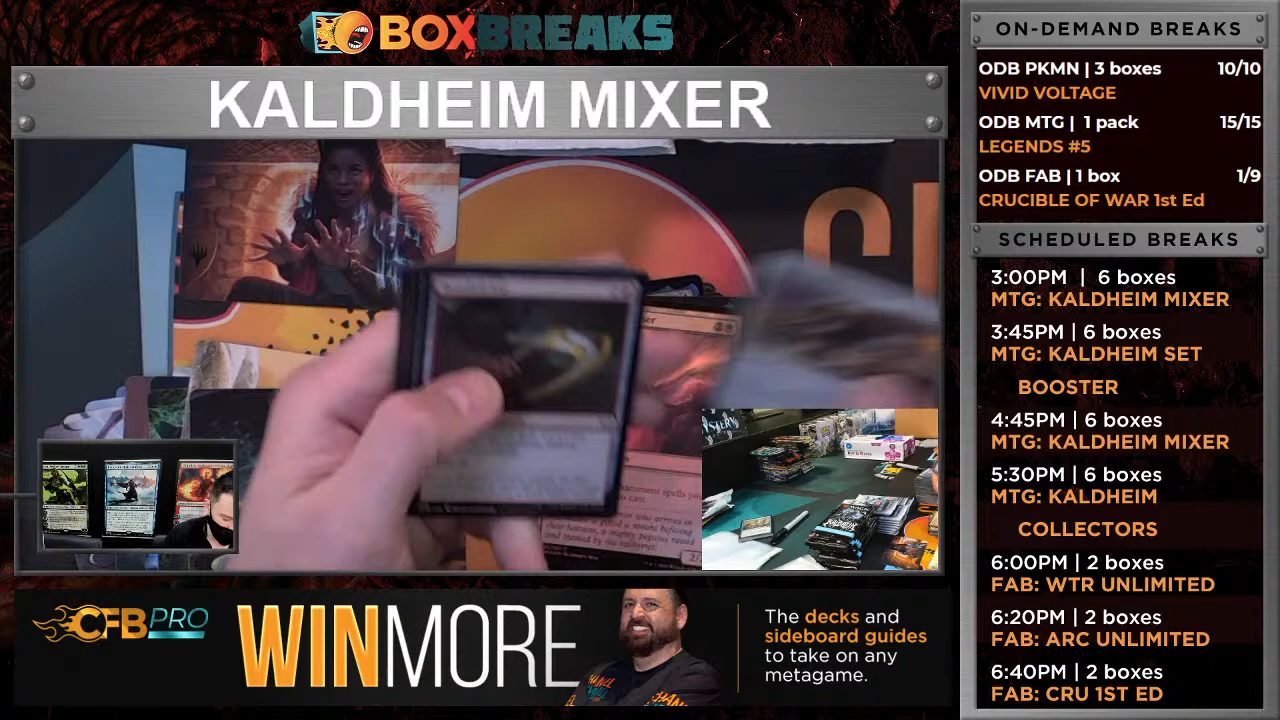 BOXBREAKS
KALDHEIM MIXER
ON-DEMAND BREAKS
ODB PKMN | 3 boxes 10/10
VIVID VOLTAGE
ODB MTG | 1 pack 15/15
LEGENDS #5
ODB FAB | 1 box 1/9
CRUCIBLE OF WAR 1st Ed
SCHEDULED BREAKS
3:00PM | 6 boxes
MTG: KALDHEIM MIXER
3:45PM | 6 boxes
MTG: KALDHEIM SET
BOOSTER
4:45PM | 6 boxes
MTG: KALDHEIM MIXER
5:30PM | 6 boxes
MTG: KALDHEIM
COLLECTORS
6:00PM | 2 boxes
FAB: WTR UNLIMITED
6:20PM | 2 boxes
FAB: ARC UNLIMITED
6:40PM | 2 boxes
FAB: CRU 1ST ED
CFB PRO
WINMORE
The decks and
sideboard guides
to take on any
metagame.